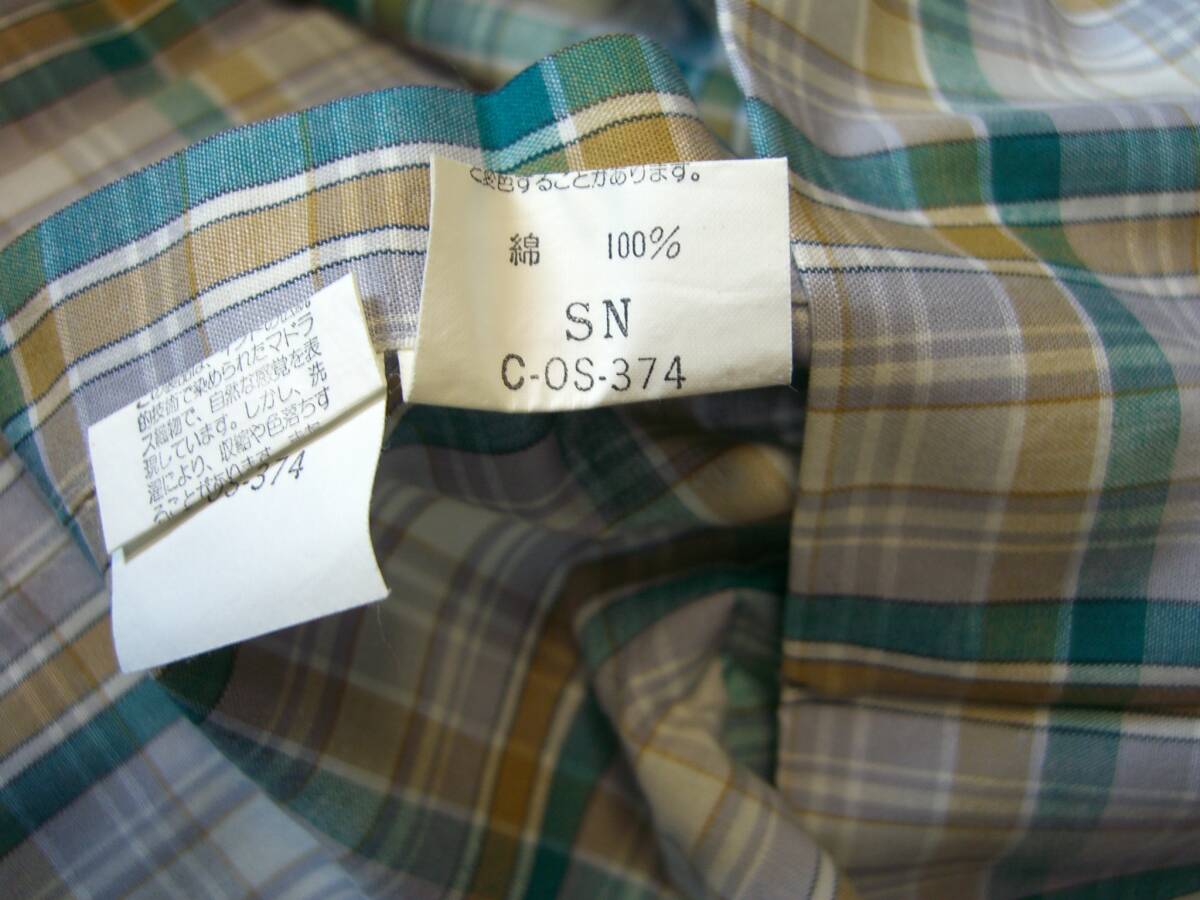 色することがあります。
綿 100%
SN
C-OS-374
的技術で染められたマドラ
ス織物で、自然な感覚を表
現しています。しかし、洗
濯により、収縮や色落ちす
ることがあります。また
OS-374